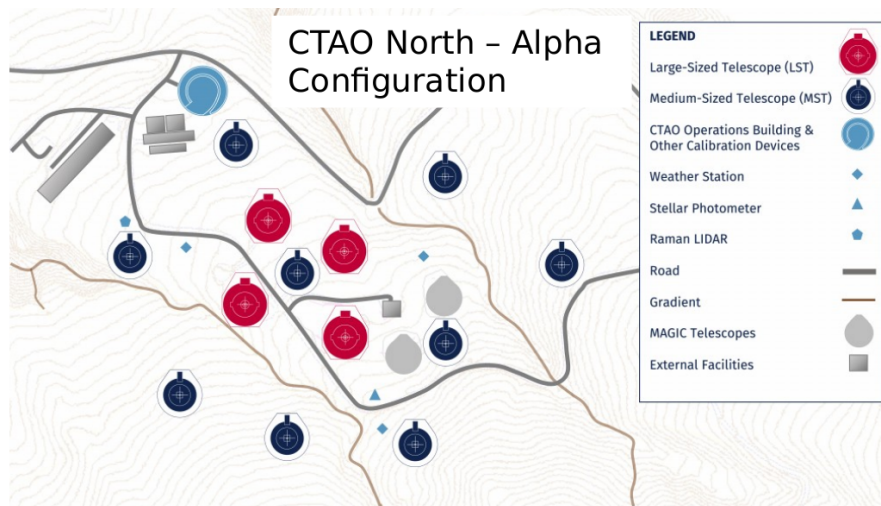 CTAO North – Alpha
Configuration
LEGEND
Large-Sized Telescope (LST)
Medium-Sized Telescope (MST)
CTAO Operations Building &
Other Calibration Devices
Weather Station
Stellar Photometer
Raman LIDAR
Road
Gradient
MAGIC Telescopes
External Facilities